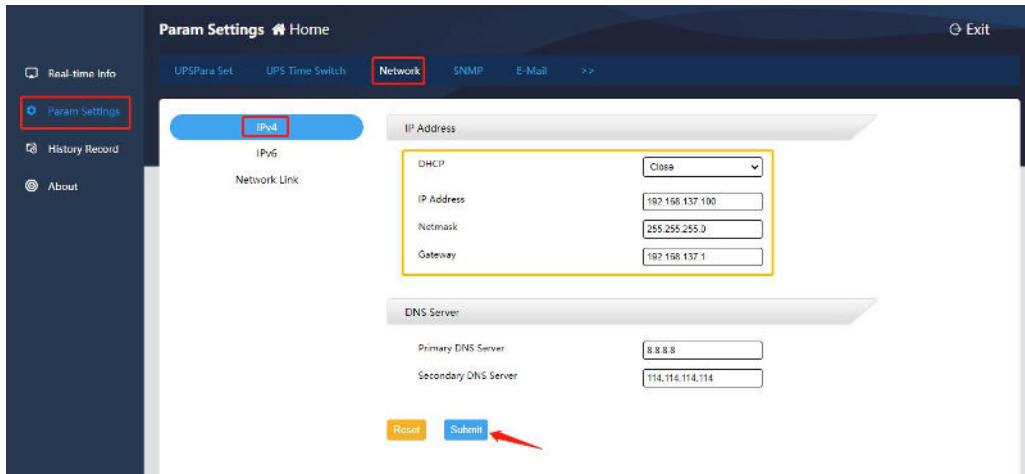 Param Settings Home
Exit
Real-time Info
Param Settings
History Record
About
UPSPara Set
UPS Time Switch
Network
SNMP
E-Mail
>>
IPv4
IPv6
Network Link
IP Address
DHCP
Close
IP Address
192.168.137.100
Netmask
255.255.255.0
Gateway
192.168.137.1
DNS Server
Primary DNS Server
8.8.8.8
Secondary DNS Server
114.114.114.114
Reset
Submit